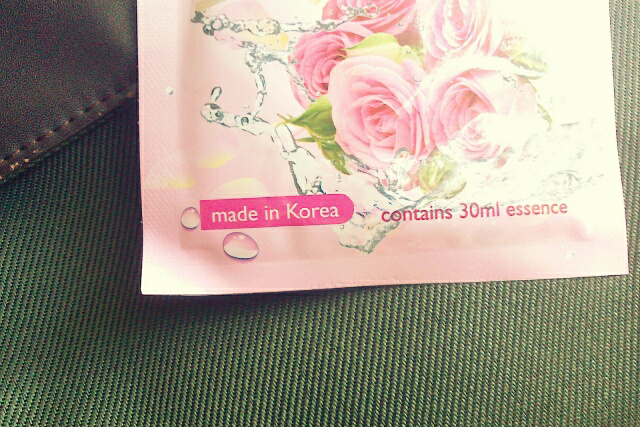 made in Korea
contains 30ml essence